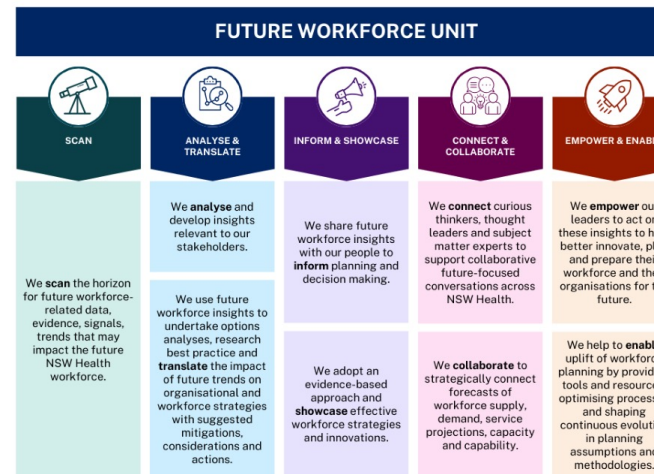 FUTURE WORKFORCE UNIT
SCAN
We scan the horizon
for future workforce-
related data,
evidence, signals,
trends that may
impact the future
NSW Health
workforce.
ANALYSE &
TRANSLATE
We analyse and
develop insights
relevant to our
stakeholders.
We use future
workforce insights to
undertake options
analyses, research
best practice and
translate the impact
of future trends on
organisational and
workforce strategies
with suggested
mitigations,
considerations and
actions.
INFORM & SHOWCASE
We share future
workforce insights
with our people to
inform planning and
decision making.
We adopt an
evidence-based
approach and
showcase effective
workforce strategies
and innovations.
CONNECT &
COLLABORATE
We connect curious
thinkers, thought
leaders and subject
matter experts to
support collaborative
future-focused
conversations across
NSW Health.
We collaborate to
strategically connect
forecasts of
workforce supply,
demand, service
projections, capacity
and capability.
EMPOWER &
We empower
leaders to act
these insights to
better innovate,
and prepare
workforce and
organisations for
future.
We help to
uplift of
planning by
tools and
optimising
and shaping
continuous
in planning
assumptions
methodologies.